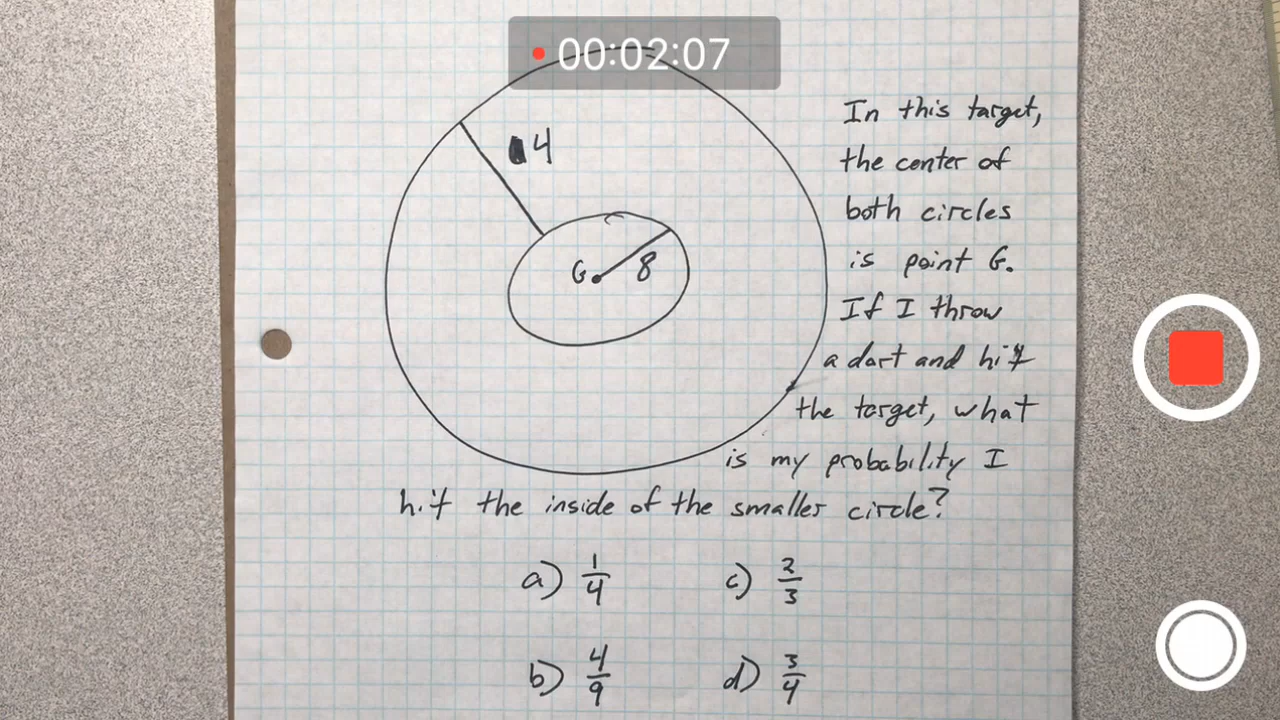 00:02:07
4
G
8
In this target,
the center of
both circles
is point G.
If I throw
a dart and hit
the target, what
is my probability I
hit the inside of the smaller circle?
a) 1/4
c) 2/3
b) 4/9
d) 3/4